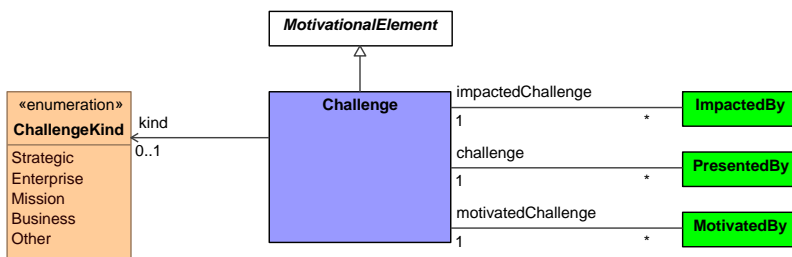 MotivationalElement
«enumeration»
ChallengeKind
Strategic
Enterprise
Mission
Business
Other
kind
0..1
Challenge
impactedChallenge
1
*
ImpactedBy
challenge
1
*
PresentedBy
motivatedChallenge
1
*
MotivatedBy